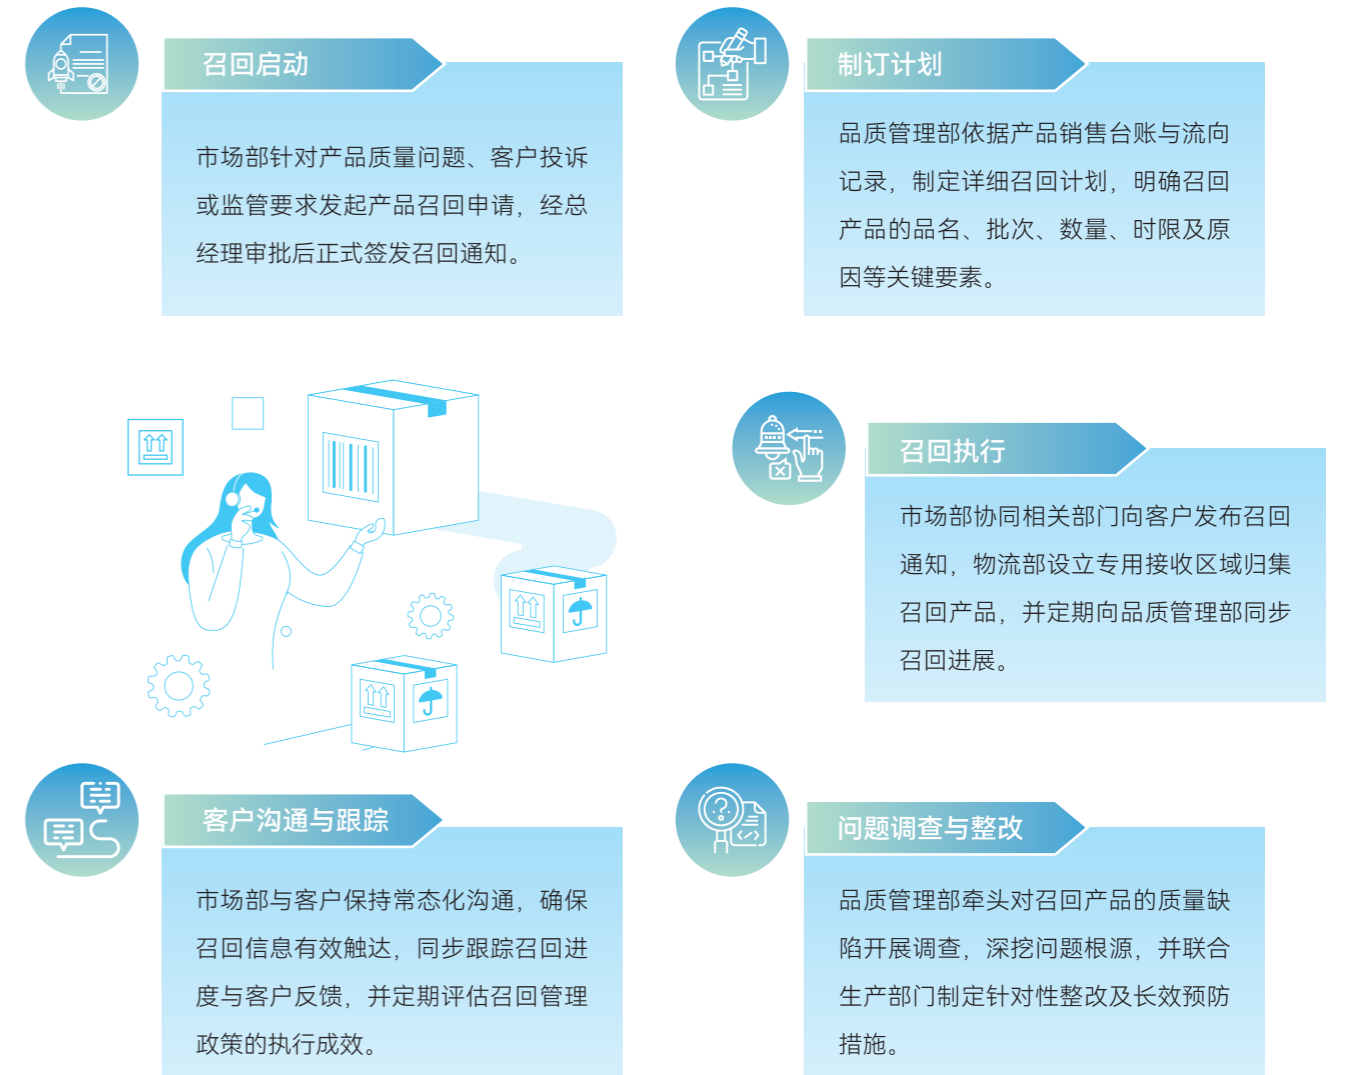 召回启动
市场部针对产品质量问题、客户投诉
或监管要求发起产品召回申请，经总
经理审批后正式签发召回通知。
制订计划
品质管理部依据产品销售台账与流向
记录，制定详细召回计划，明确召回
产品的品名、批次、数量、时限及原
因等关键要素。
召回执行
市场部协同相关部门向客户发布召回
通知，物流部设立专用接收区域归集
召回产品，并定期向品质管理部同步
召回进展。
客户沟通与跟踪
市场部与客户保持常态化沟通，确保
召回信息有效触达，同步跟踪召回进
度与客户反馈，并定期评估召回管理
政策的执行成效。
问题调查与整改
品质管理部牵头对召回产品的质量缺
陷开展调查，深挖问题根源，并联合
生产部门制定针对性整改及长效预防
措施。